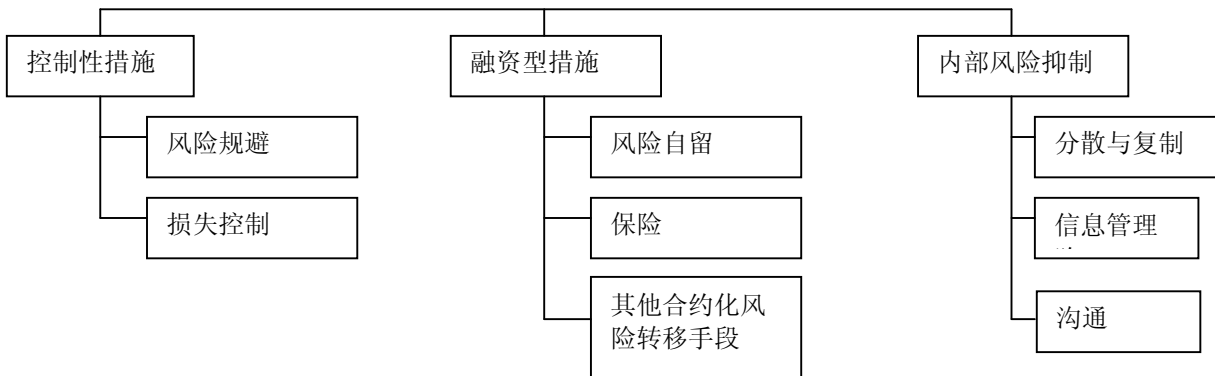 控制性措施
融资型措施
内部风险抑制
风险规避
风险自留
分散与复制
损失控制
保险
信息管理
其他合约化风
险转移手段
沟通